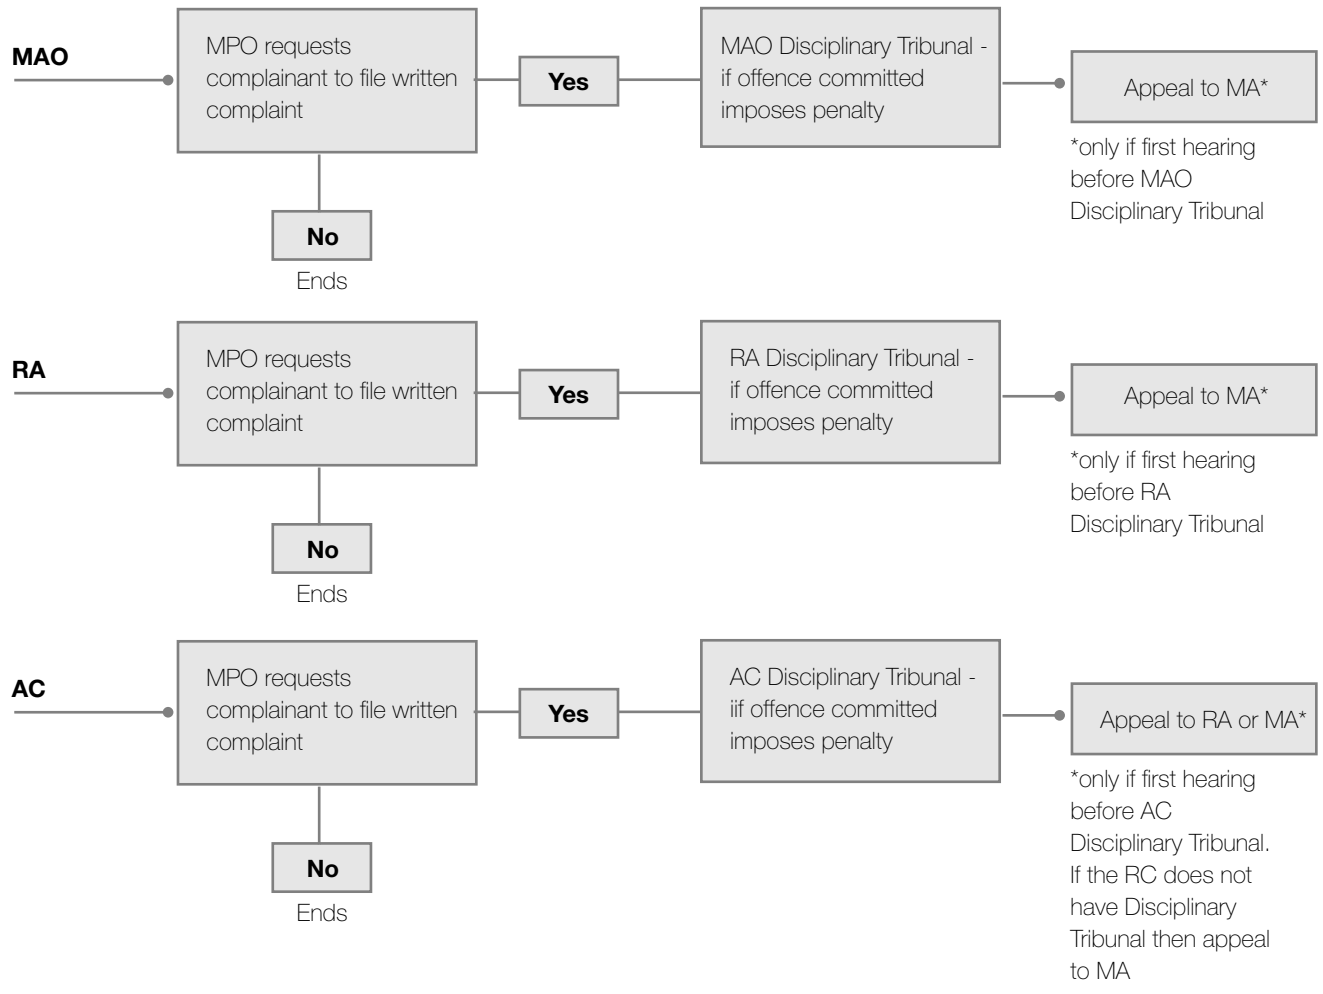 MAO
MPO requests
complainant to file written
complaint
Yes
MAO Disciplinary Tribunal -
if offence committed
imposes penalty
Appeal to MA*
*only if first hearing
before MAO
Disciplinary Tribunal
No
Ends
RA
MPO requests
complainant to file written
complaint
Yes
RA Disciplinary Tribunal -
if offence committed
imposes penalty
Appeal to MA*
*only if first hearing
before RA
Disciplinary Tribunal
No
Ends
AC
MPO requests
complainant to file written
complaint
Yes
AC Disciplinary Tribunal -
iif offence committed
imposes penalty
Appeal to RA or MA*
*only if first hearing
before AC
Disciplinary Tribunal.
If the RC does not
have Disciplinary
Tribunal then appeal
to MA
No
Ends